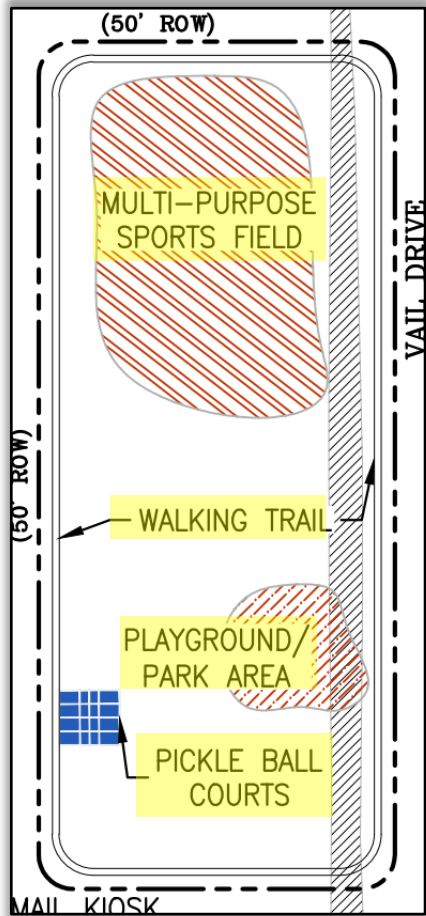 (50' ROW)
MULTI-PURPOSE
SPORTS FIELD
VAIL DRIVE
(50' ROW)
WALKING TRAIL
PLAYGROUND/
PARK AREA
PICKLE BALL
COURTS
MAIL KIOSK